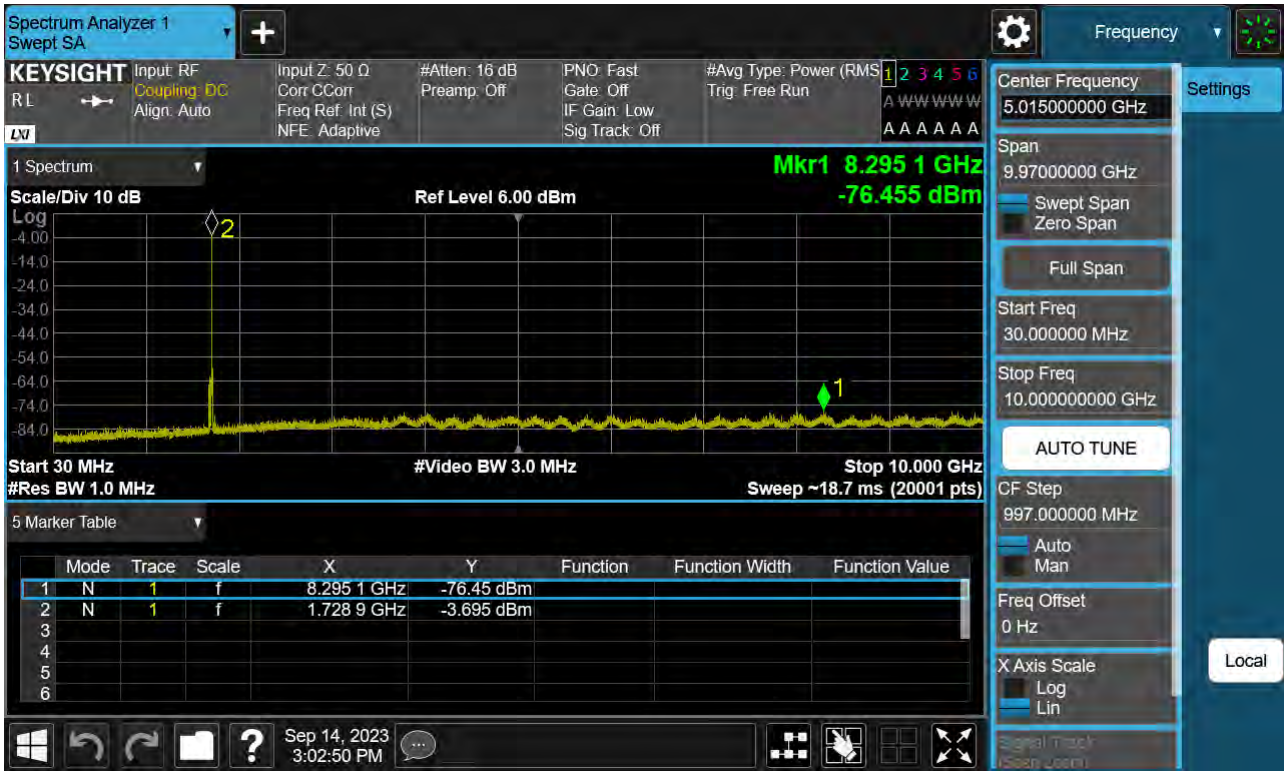 Spectrum Analyzer 1
Swept SA
+
Frequency
KEYSIGHT
RL
LXI
Input: RF
Coupling: DC
Align: Auto
Input Z: 50 Ω
Corr CCorr
Freq Ref: Int (S)
NFE: Adaptive
#Atten: 16 dB
Preamp: Off
PNO: Fast
Gate: Off
IF Gain: Low
Sig Track: Off
#Avg Type: Power (RMS
Trig: Free Run
1 2 3 4 5 6
A W W W W W
A A A A A A
1 Spectrum
Scale/Div 10 dB
Ref Level 6.00 dBm
Mkr1 8.295 1 GHz
-76.455 dBm
Log
-4.00
-14.0
-24.0
-34.0
-44.0
-54.0
-64.0
-74.0
-84.0
2
1
Start 30 MHz
#Video BW 3.0 MHz
Stop 10.000 GHz
#Res BW 1.0 MHz
Sweep ~18.7 ms (20001 pts)
5 Marker Table
Mode Trace Scale X Y Function Function Width Function Value
1 N 1 f 8.295 1 GHz -76.45 dBm
2 N 1 f 1.728 9 GHz -3.695 dBm
3
4
5
6
Center Frequency
5.015000000 GHz
Span
9.97000000 GHz
Swept Span
Zero Span
Full Span
Start Freq
30.000000 MHz
Stop Freq
10.000000000 GHz
AUTO TUNE
CF Step
997.000000 MHz
Auto
Man
Freq Offset
0 Hz
X Axis Scale
Log
Lin
Signal Track
(Span Zoom)
Settings
Local
?
Sep 14, 2023
3:02:50 PM